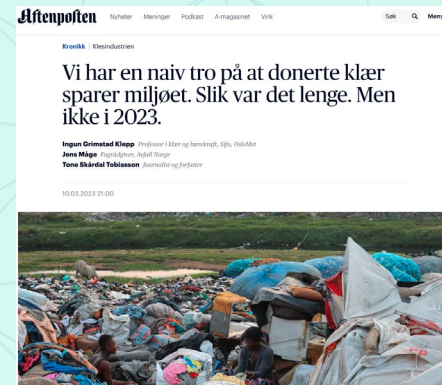 Aftenposten Nyheter Meninger Podkast A-magasinet Vink Søk Meny
Kronikk | Klesindustrien
Vi har en naiv tro på at donerte klær
sparer miljøet. Slik var det lenge. Men
ikke i 2023.
Ingun Grimstad Klepp Professor i klær og bærekraft, Sifo, OsloMet
Jens Måge Fagrådgiver, Avfall Norge
Tone Skårdal Tobiasson Journalist og forfatter
10.03.2023 21:00